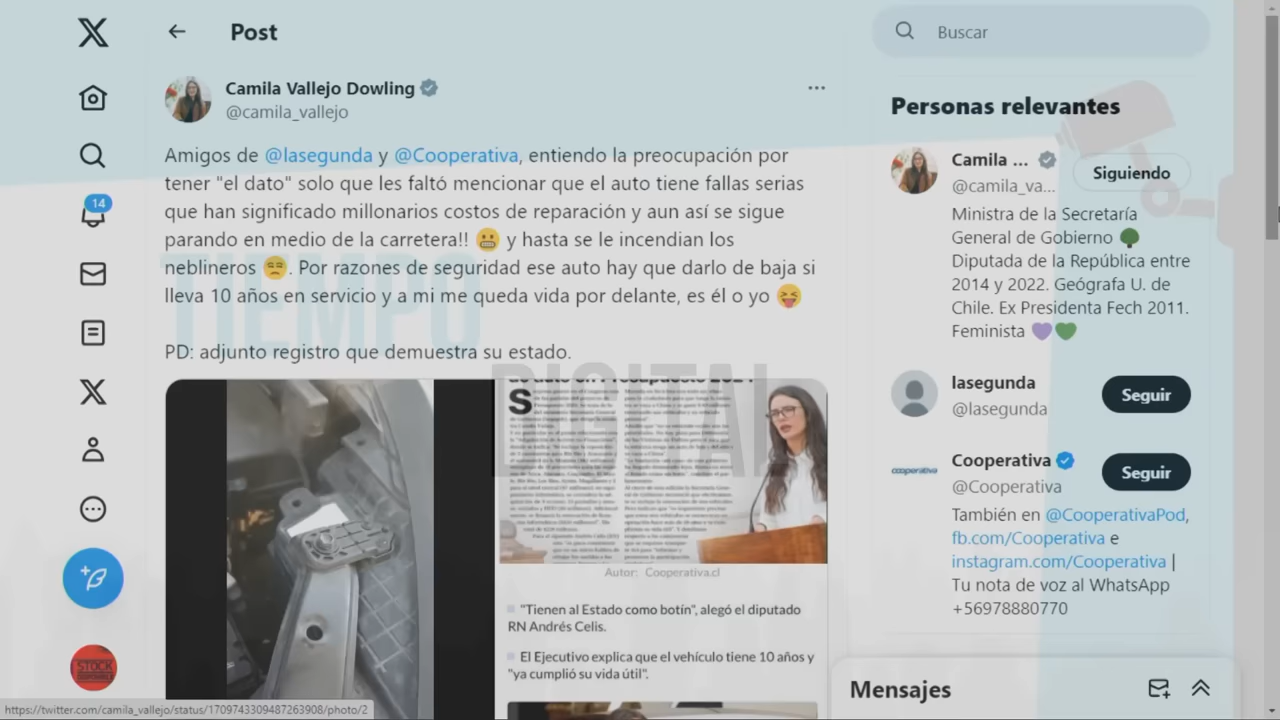 Post
Camila Vallejo Dowling
@camila_vallejo
Amigos de @lasegunda y @Cooperativa, entiendo la preocupación por
tener "el dato" solo que les faltó mencionar que el auto tiene fallas serias
que han significado millonarios costos de reparación y aun así se sigue
parando en medio de la carretera!! 😬 y hasta se le incendian los
neblineros 😒. Por razones de seguridad ese auto hay que darlo de baja si
lleva 10 años en servicio y a mi me queda vida por delante, es él o yo 😝
PD: adjunto registro que demuestra su estado.
TIEMPO
DIGITAL
Autor: Cooperativa.cl
"Tienen al Estado como botín", alegó el diputado
RN Andrés Celis.
El Ejecutivo explica que el vehículo tiene 10 años y
"ya cumplió su vida útil".
14
STOCK
DISPONIBLE
https://twitter.com/camila_vallejo/status/1709743309487263908/photo/2
Buscar
Personas relevantes
Camila ...
@camila_va...
Siguiendo
Ministra de la Secretaría
General de Gobierno 🌳
Diputada de la República entre
2014 y 2022. Geógrafa U. de
Chile. Ex Presidenta Fech 2011.
Feminista 💜💚
lasegunda
@lasegunda
Seguir
cooperativa
Cooperativa
@Cooperativa
Seguir
También en @CooperativaPod,
fb.com/Cooperativa e
instagram.com/Cooperativa |
Tu nota de voz al WhatsApp
+56978880770
Mensajes